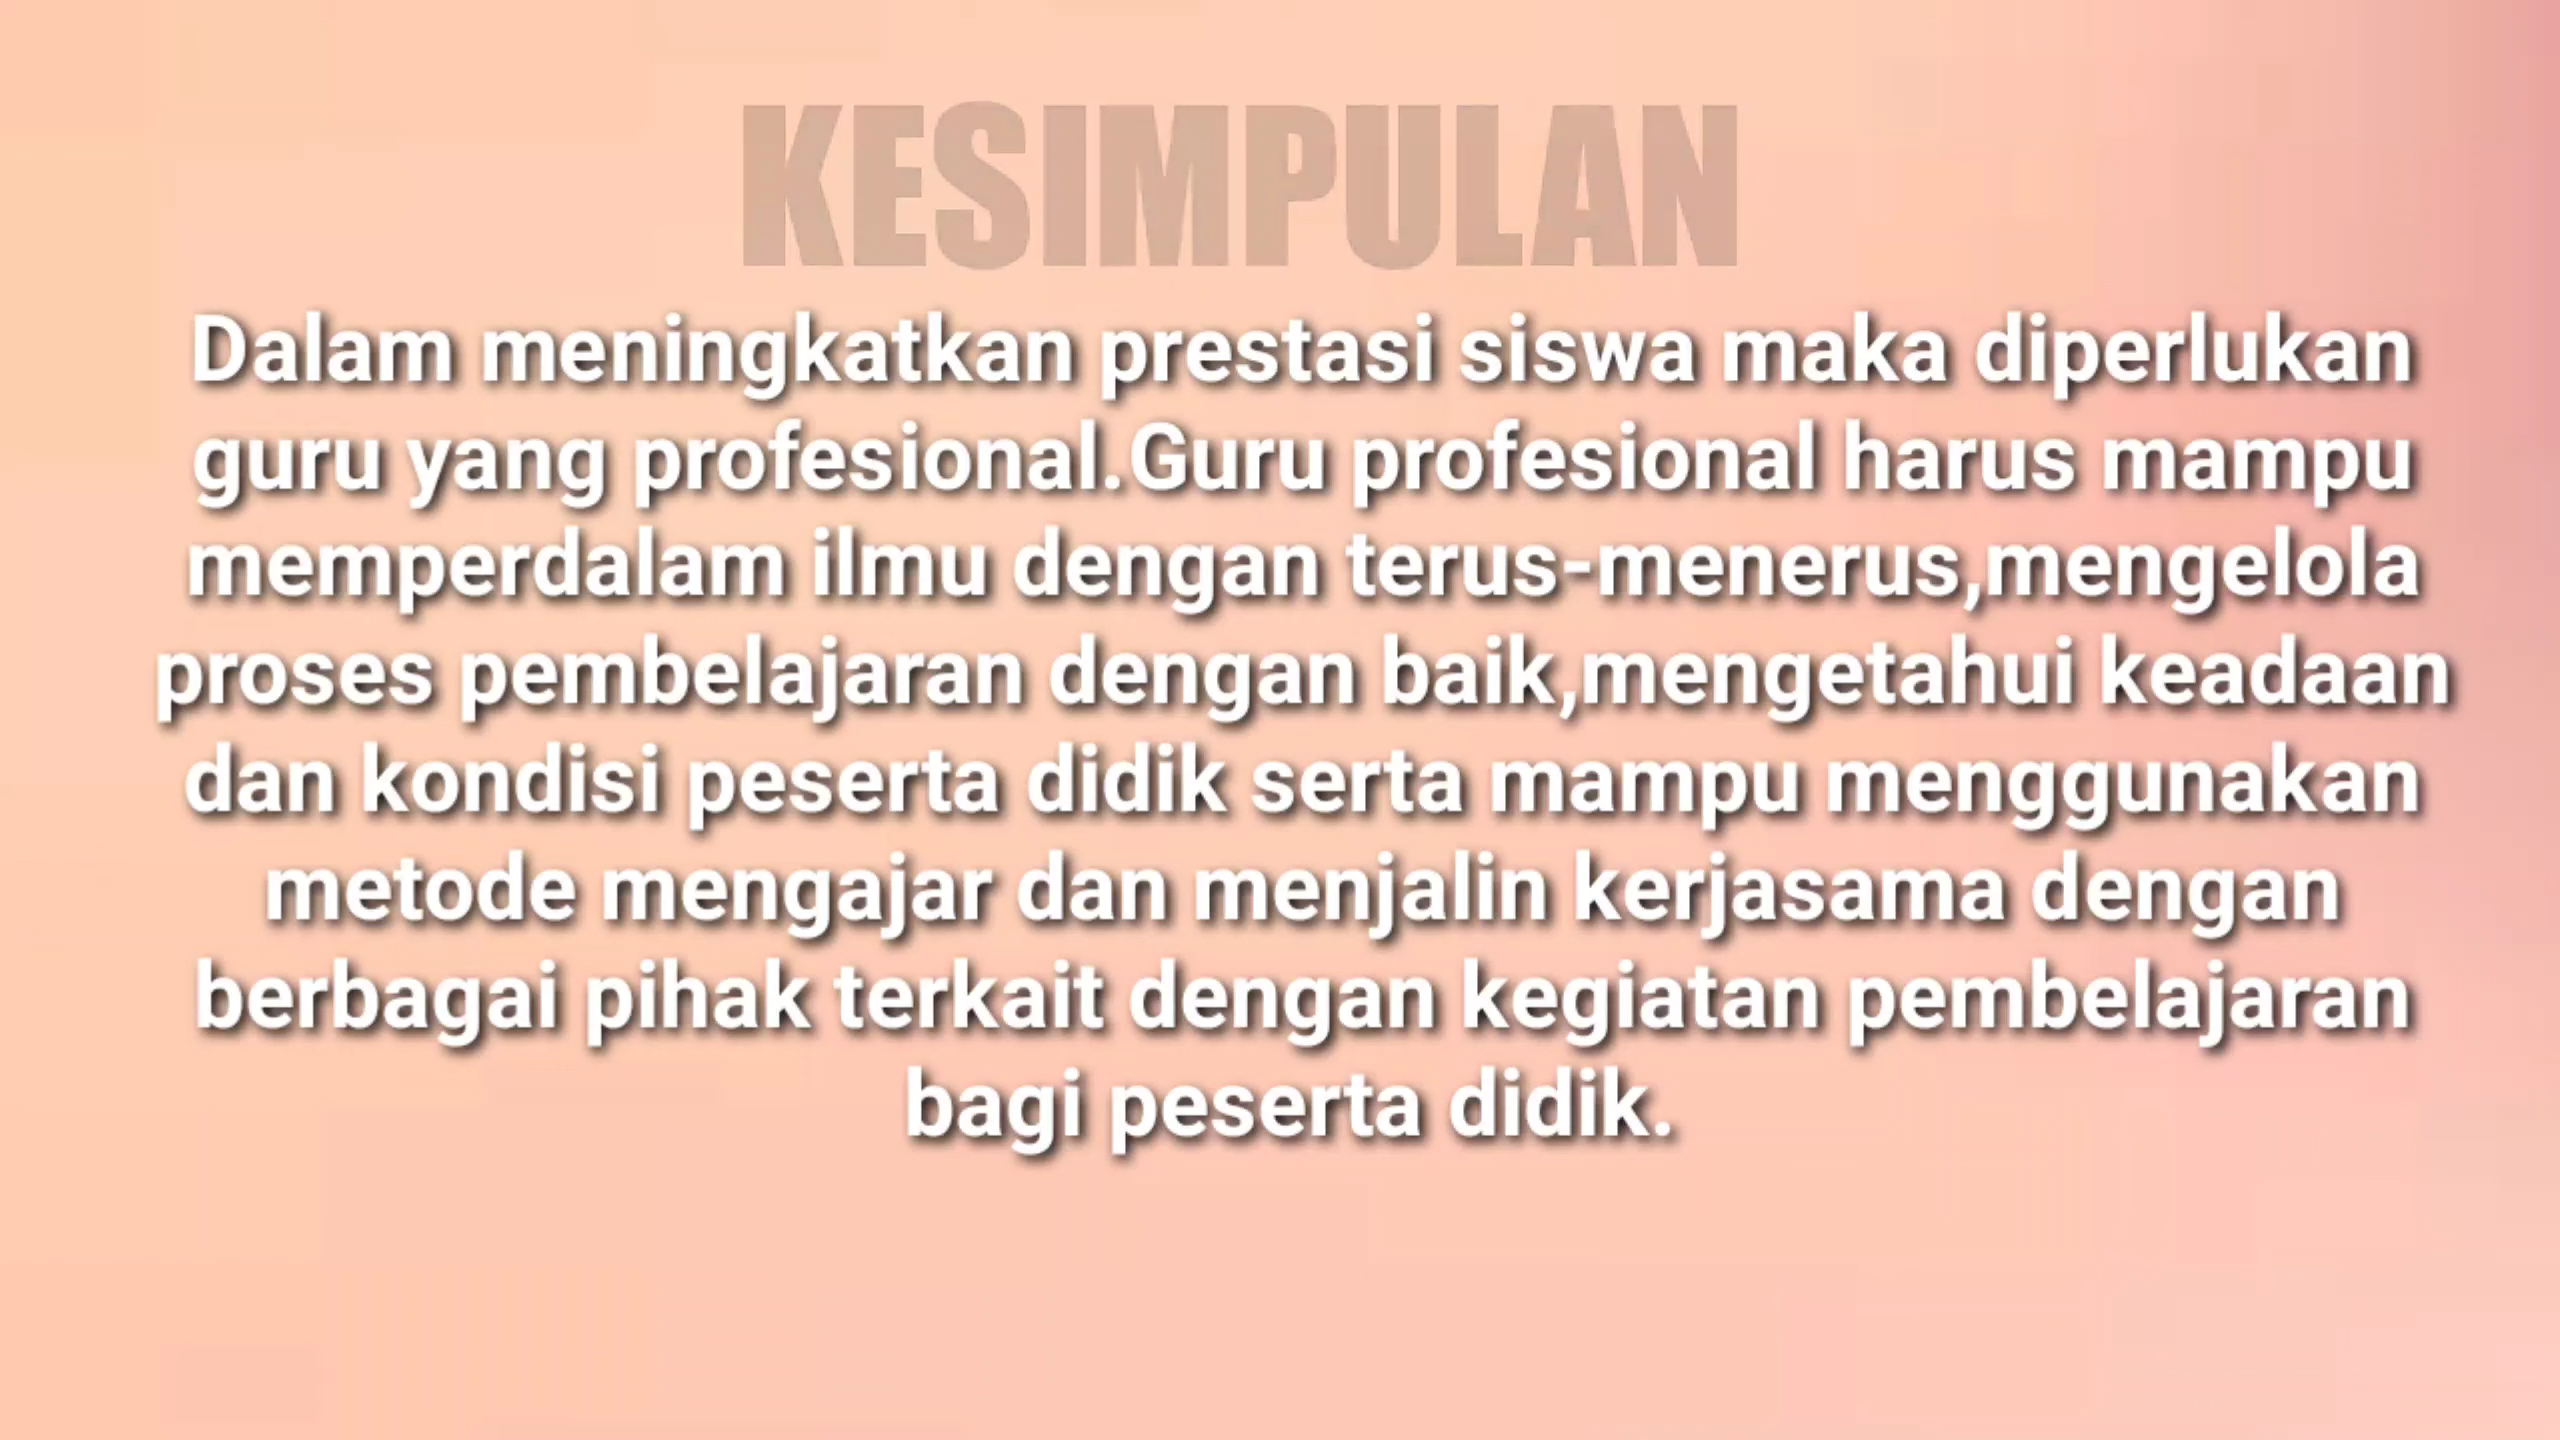 KESIMPULAN
Dalam meningkatkan prestasi siswa maka diperlukan
guru yang profesional.Guru profesional harus mampu
memperdalam ilmu dengan terus-menerus,mengelola
proses pembelajaran dengan baik,mengetahui keadaan
dan kondisi peserta didik serta mampu menggunakan
metode mengajar dan menjalin kerjasama dengan
berbagai pihak terkait dengan kegiatan pembelajaran
bagi peserta didik.